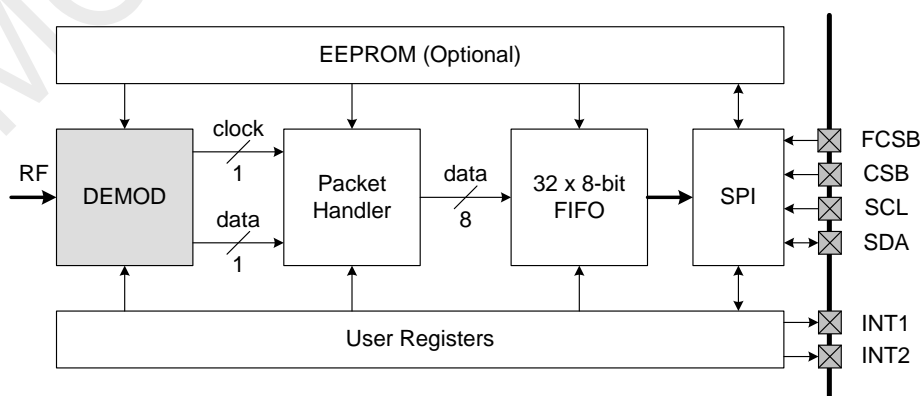 EEPROM (Optional)
RF
DEMOD
clock
1
data
1
Packet
Handler
data
8
32 x 8-bit
FIFO
SPI
FCSB
CSB
SCL
SDA
User Registers
INT1
INT2